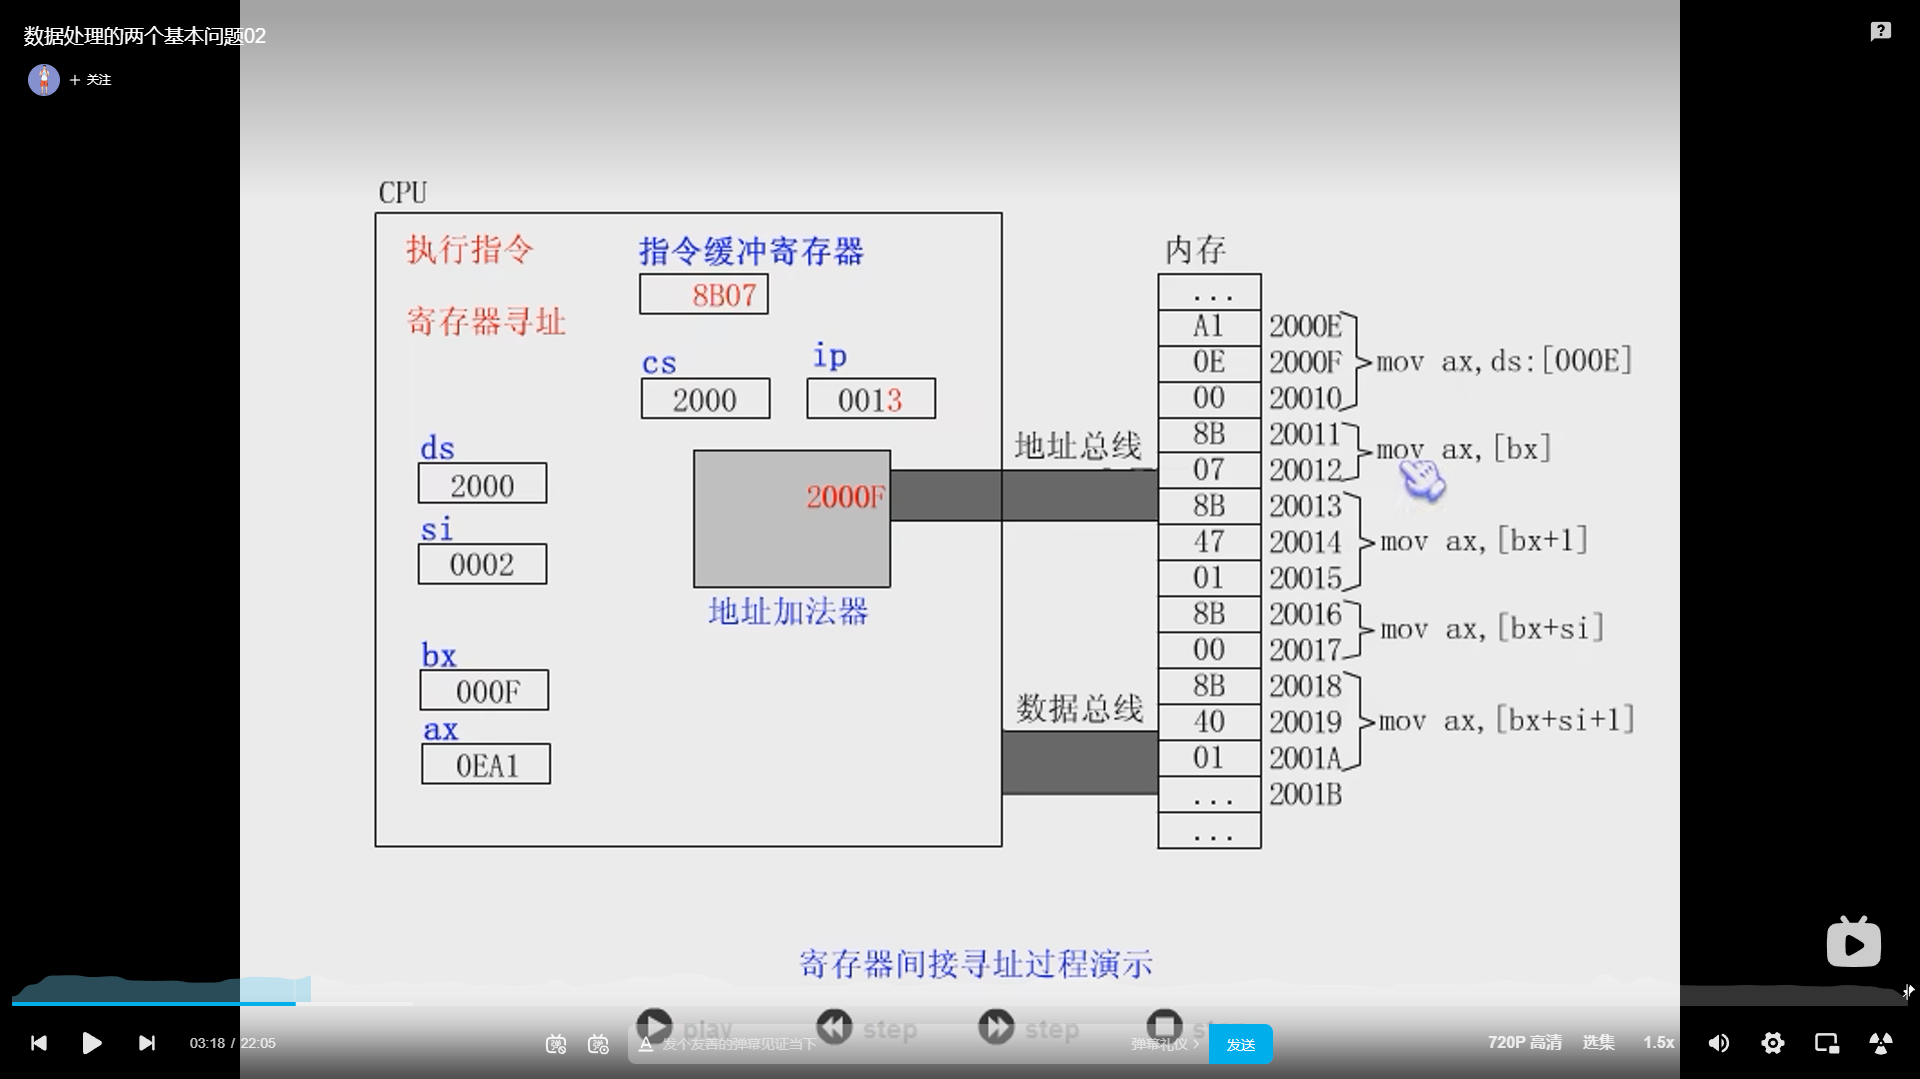 数据处理的两个基本问题02
+ 关注
CPU
执行指令
指令缓冲寄存器
8B07
寄存器寻址
cs
ip
2000
0013
ds
2000
si
0002
2000F
地址加法器
bx
000F
ax
0EA1
地址总线
数据总线
内存
...
A1 2000E
0E 2000F mov ax,ds:[000E]
00 20010
8B 20011
mov ax,[bx]
07 20012
8B 20013
47 20014 mov ax,[bx+1]
01 20015
8B 20016
mov ax,[bx+si]
00 20017
8B 20018
40 20019 mov ax,[bx+si+1]
01 2001A
... 2001B
...
寄存器间接寻址过程演示
play
step
step
03:18 / 22:05
弹
弹
A 发个友善的弹幕见证当下
弹幕礼仪 >
发送
720P 高清
选集
1.5x